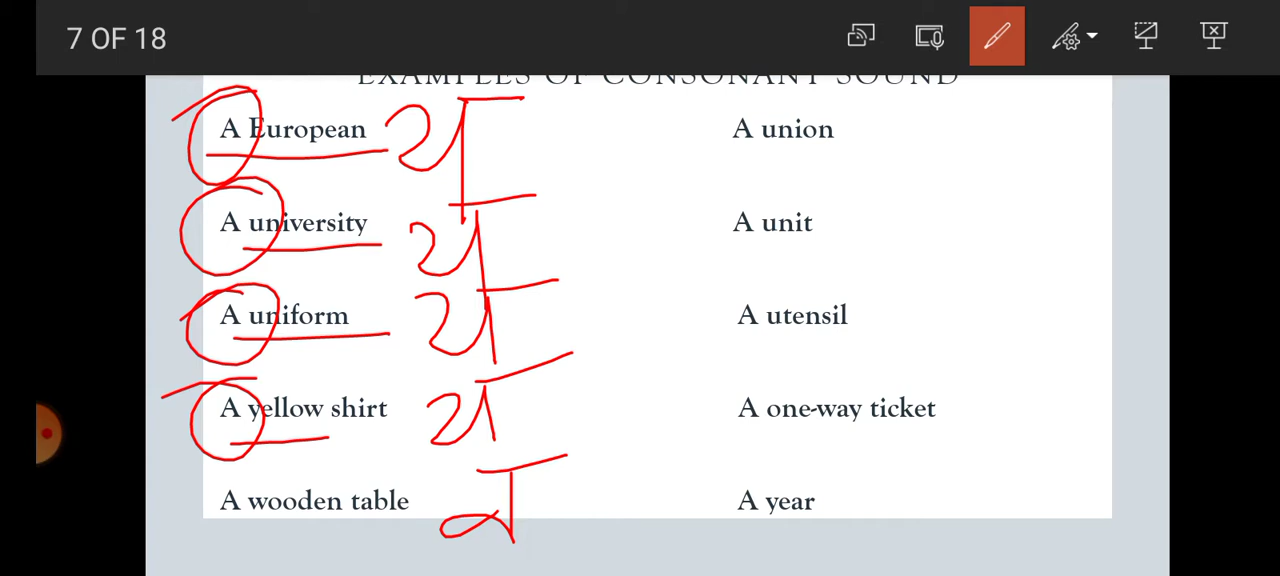 7 OF 18
EXAMPLES OF CONSONANT SOUND
A European य
A union
A university य
A unit
A uniform य
A utensil
A yellow shirt य
A one-way ticket
A wooden table व
A year